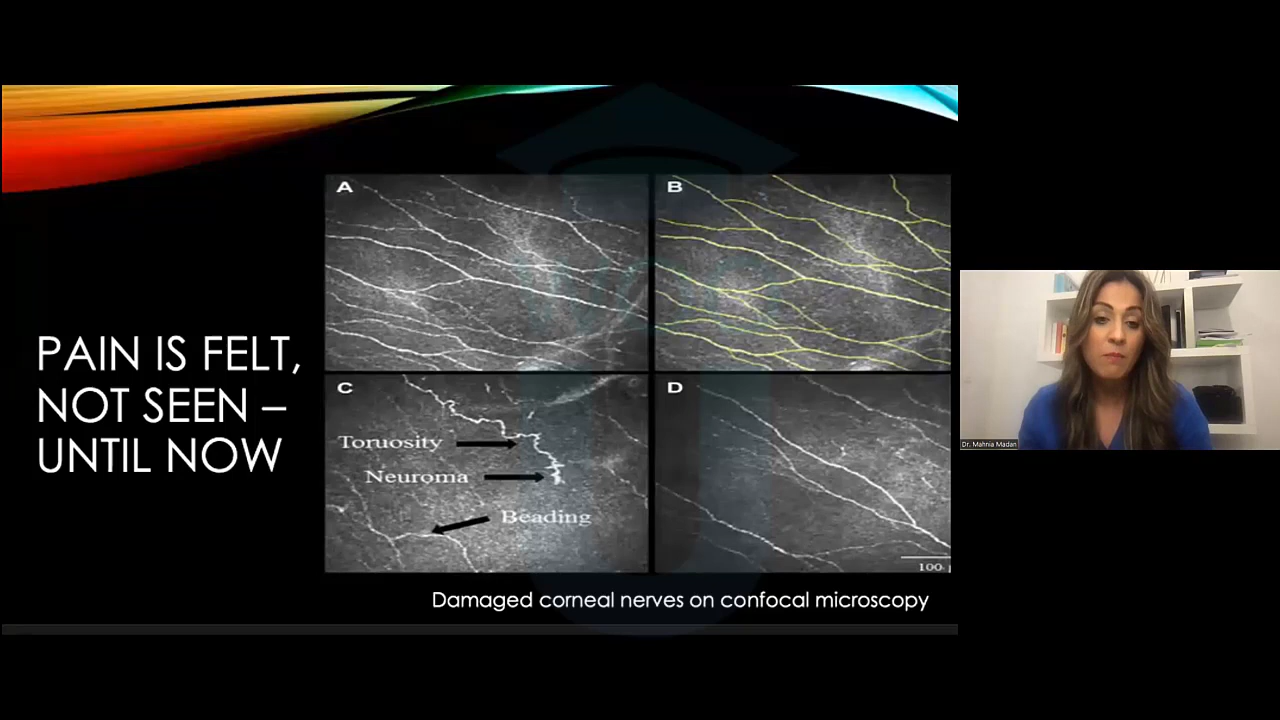 PAIN IS FELT,
NOT SEEN –
UNTIL NOW
A
B
C
D
Toruosity
Neuroma
Beading
100
Damaged corneal nerves on confocal microscopy
Dr. Mahnia Madan